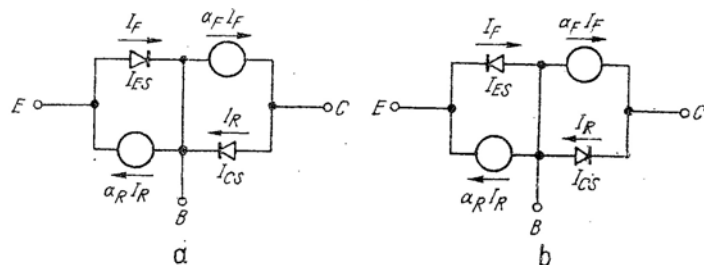 I_F α_F I_F
I_ES
E C
I_R
α_R I_R I_CS
B
a
I_F α_F I_F
I_ES
E C
I_R
α_R I_R I_CS
B
b